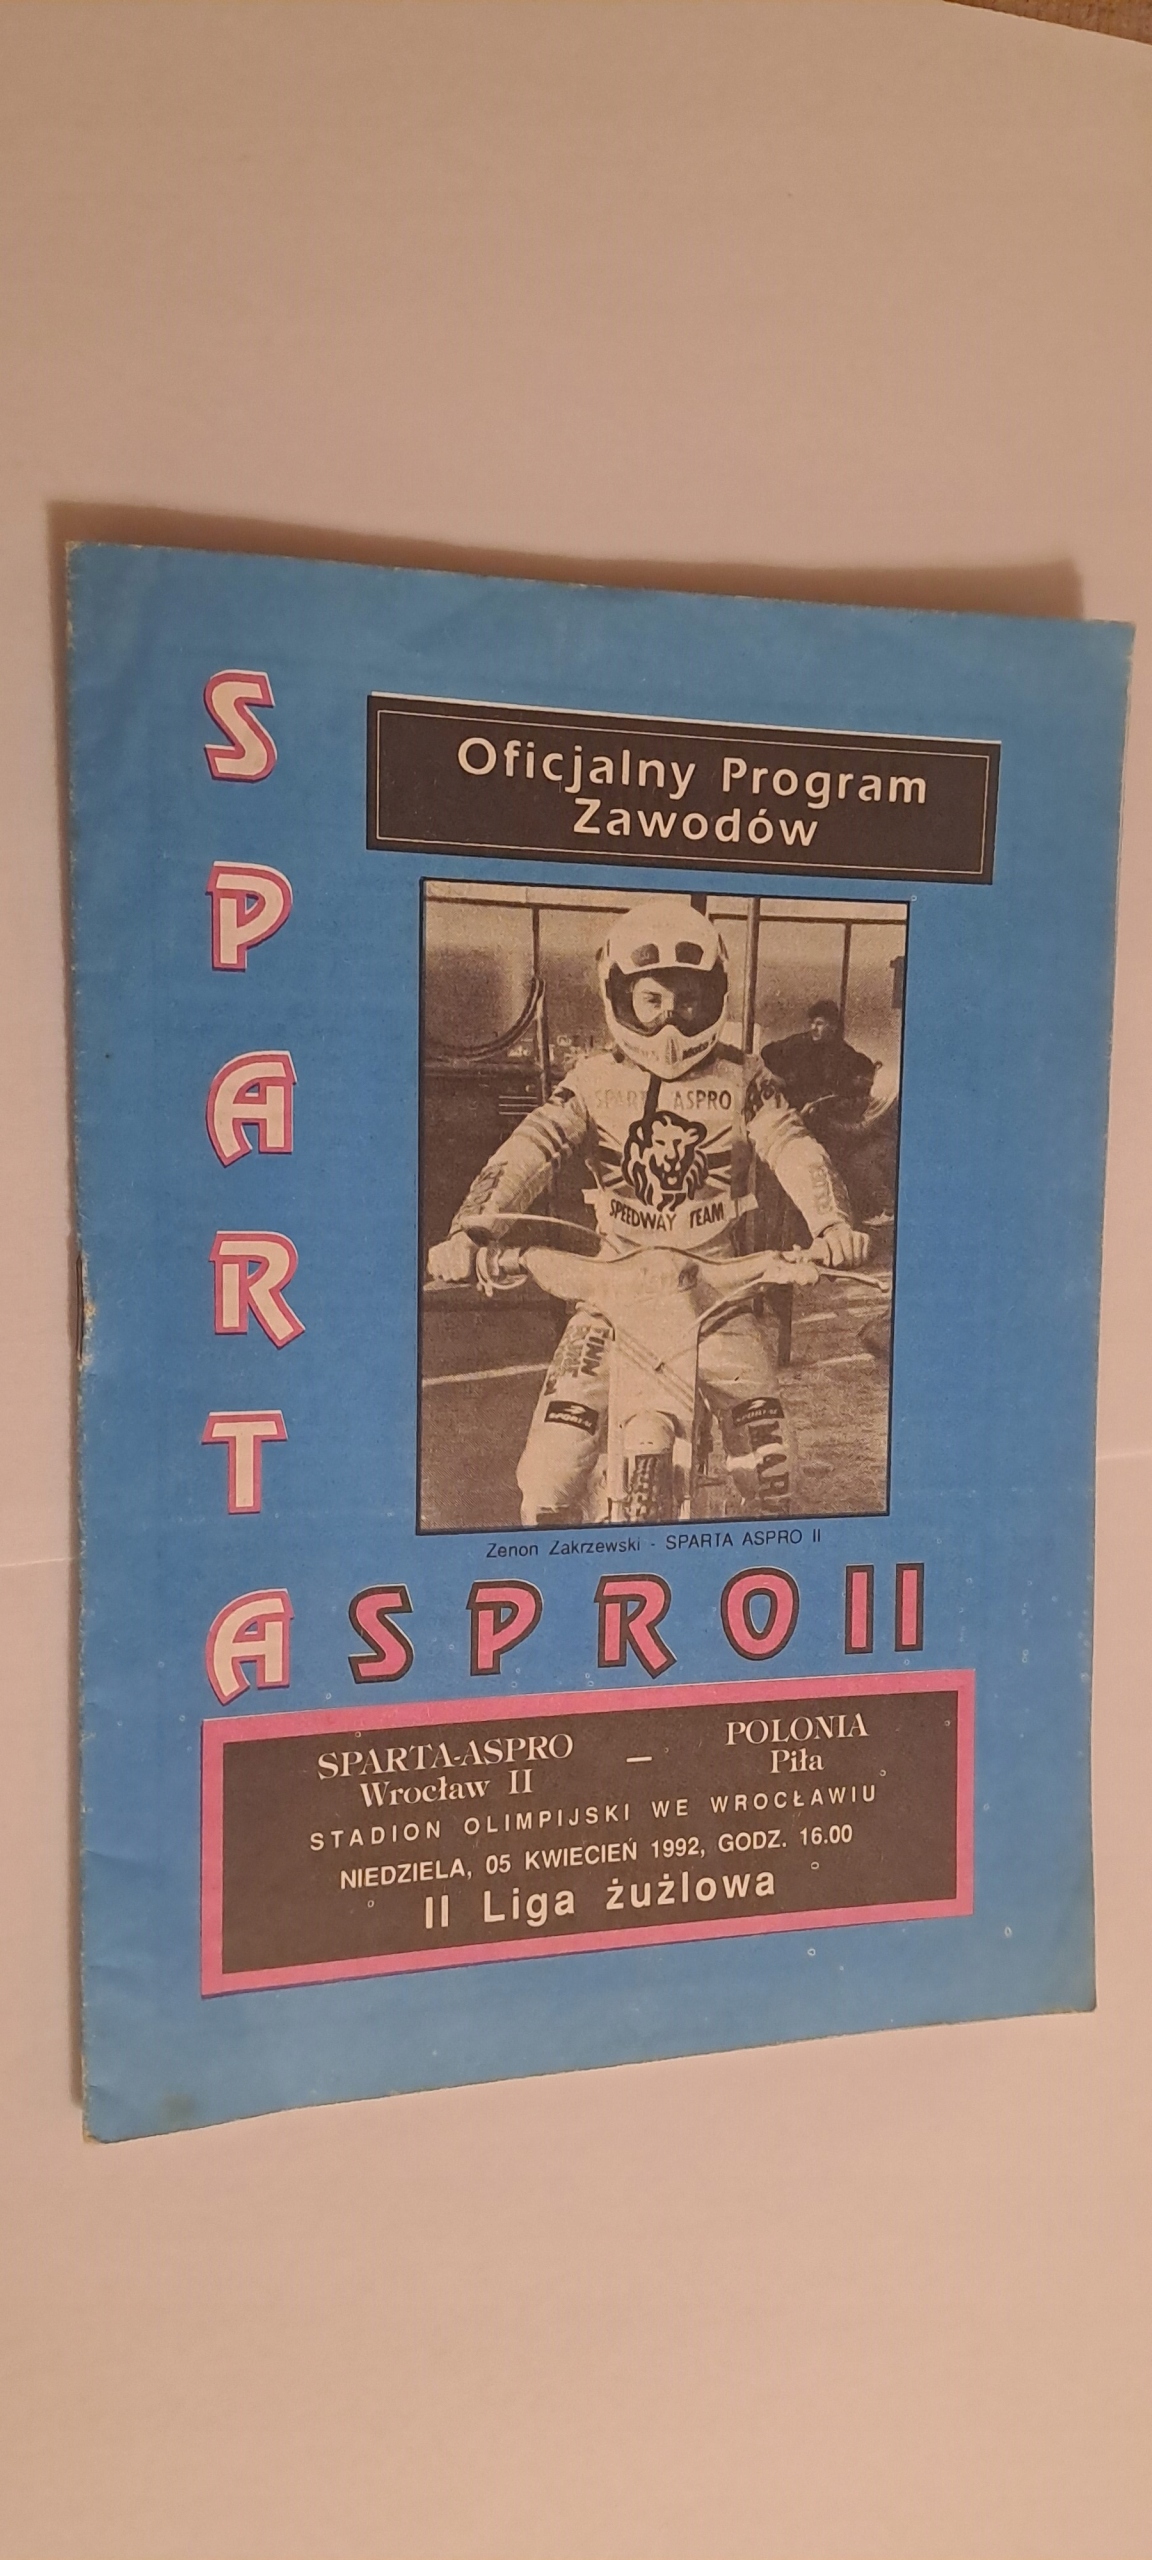 Oficjalny Program
Zawodów
SPARTA
SPARTA ASPRO
SPEEDWAY TEAM
FINN
Zenon Zakrzewski - SPARTA ASPRO II
ASPRO II
SPARTA-ASPRO – POLONIA
Wrocław II Piła
STADION OLIMPIJSKI WE WROCŁAWIU
NIEDZIELA, 05 KWIECIEŃ 1992, GODZ. 16.00
II Liga żużlowa